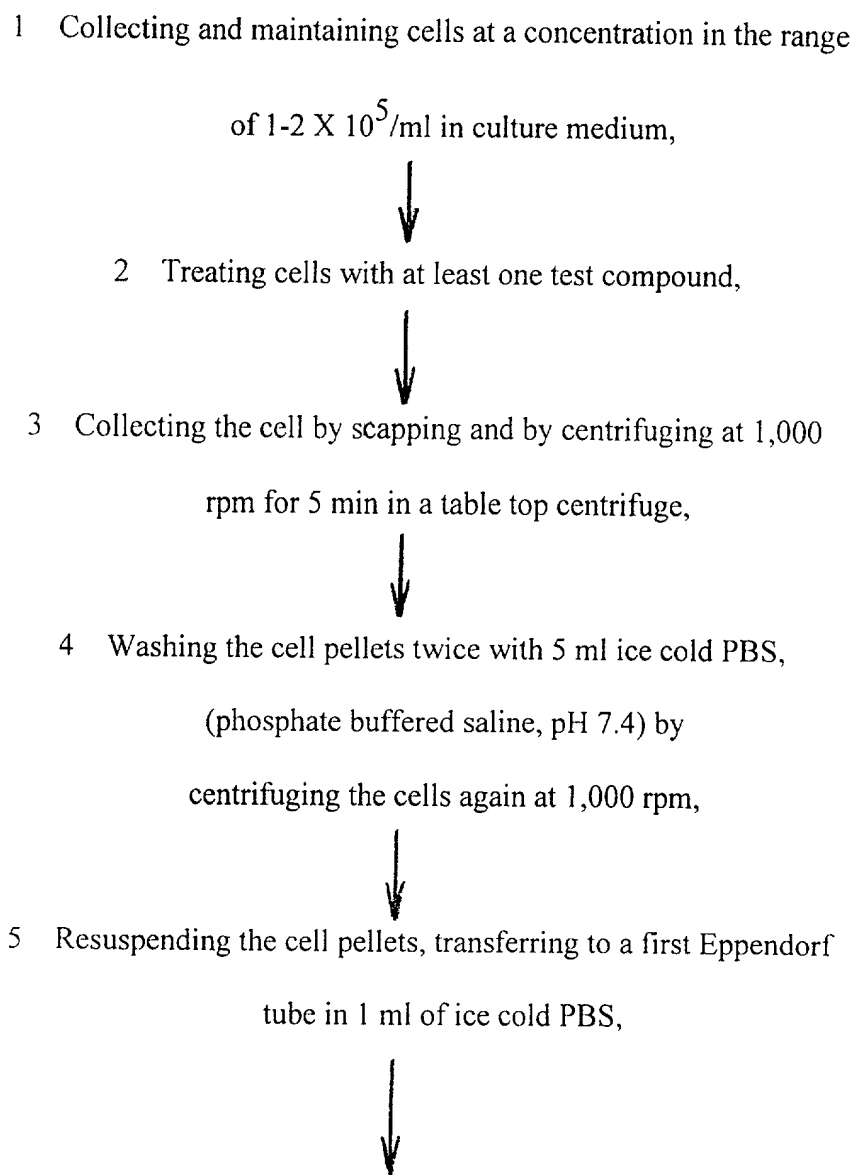 1 Collecting and maintaining cells at a concentration in the range
of 1-2 X 10^5/ml in culture medium,
2 Treating cells with at least one test compound,
3 Collecting the cell by scapping and by centrifuging at 1,000
rpm for 5 min in a table top centrifuge,
4 Washing the cell pellets twice with 5 ml ice cold PBS,
(phosphate buffered saline, pH 7.4) by
centrifuging the cells again at 1,000 rpm,
5 Resuspending the cell pellets, transferring to a first Eppendorf
tube in 1 ml of ice cold PBS,